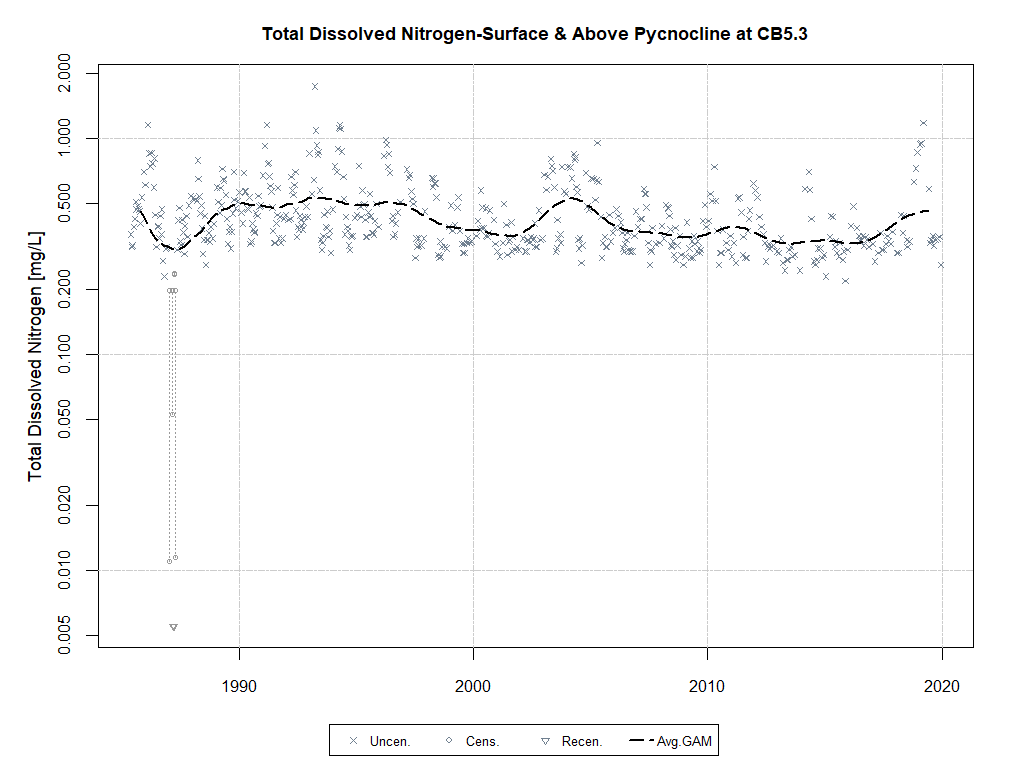 Total Dissolved Nitrogen-Surface & Above Pycnocline at CB5.3
Total Dissolved Nitrogen [mg/L]
2.000
1.000
0.500
0.200
0.100
0.050
0.020
0.010
0.005
1990 2000 2010 2020
Uncen. Cens. Recen. Avg.GAM